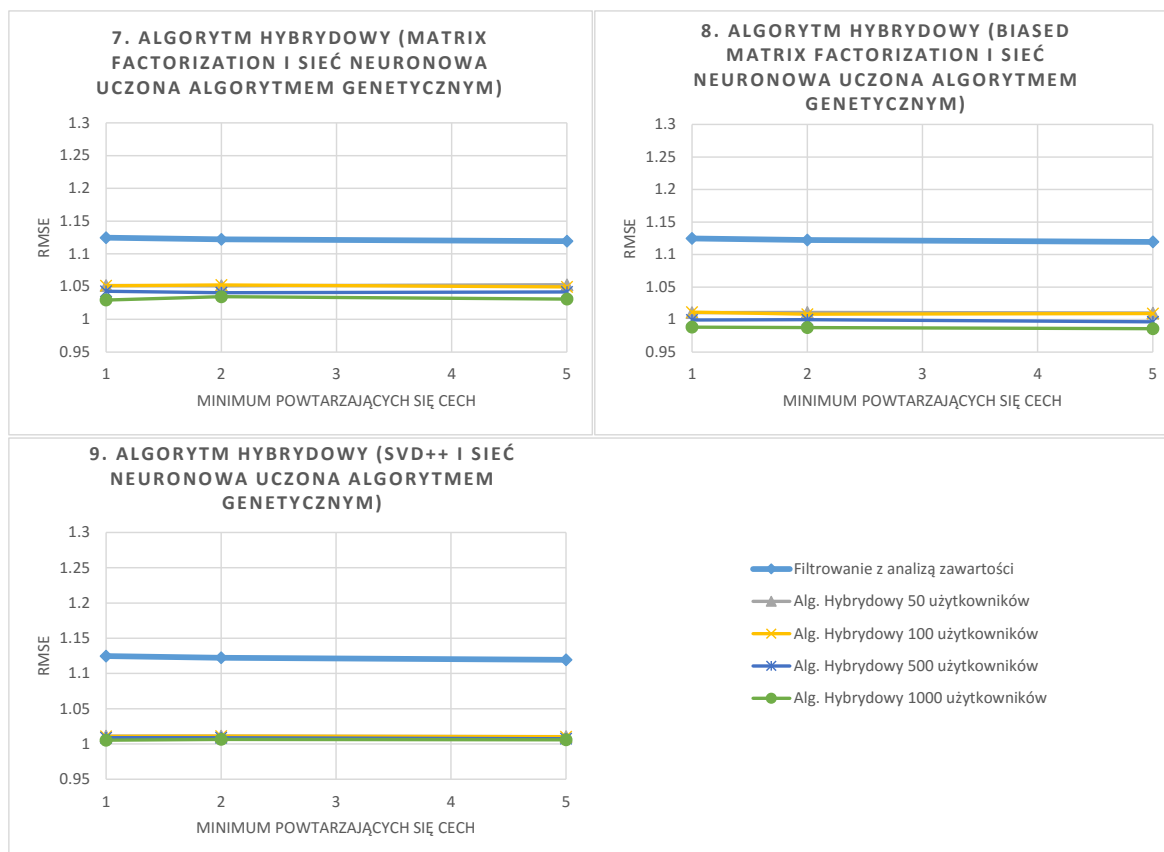 7. ALGORYTM HYBRYDOWY (MATRIX
FACTORIZATION I SIEĆ NEURONOWA
UCZONA ALGORYTMEM GENETYCZNYM)
1.3
1.25
1.2
1.15
1.1
1.05
1
0.95
RMSE
1 2 3 4 5
MINIMUM POWTARZAJĄCYCH SIĘ CECH
8. ALGORYTM HYBRYDOWY (BIASED
MATRIX FACTORIZATION I SIEĆ
NEURONOWA UCZONA ALGORYTMEM
GENETYCZNYM)
1.3
1.25
1.2
1.15
1.1
1.05
1
0.95
RMSE
1 2 3 4 5
MINIMUM POWTARZAJĄCYCH SIĘ CECH
9. ALGORYTM HYBRYDOWY (SVD++ I SIEĆ
NEURONOWA UCZONA ALGORYTMEM
GENETYCZNYM)
1.3
1.25
1.2
1.15
1.1
1.05
1
0.95
RMSE
1 2 3 4 5
MINIMUM POWTARZAJĄCYCH SIĘ CECH
Filtrowanie z analizą zawartości
Alg. Hybrydowy 50 użytkowników
Alg. Hybrydowy 100 użytkowników
Alg. Hybrydowy 500 użytkowników
Alg. Hybrydowy 1000 użytkowników